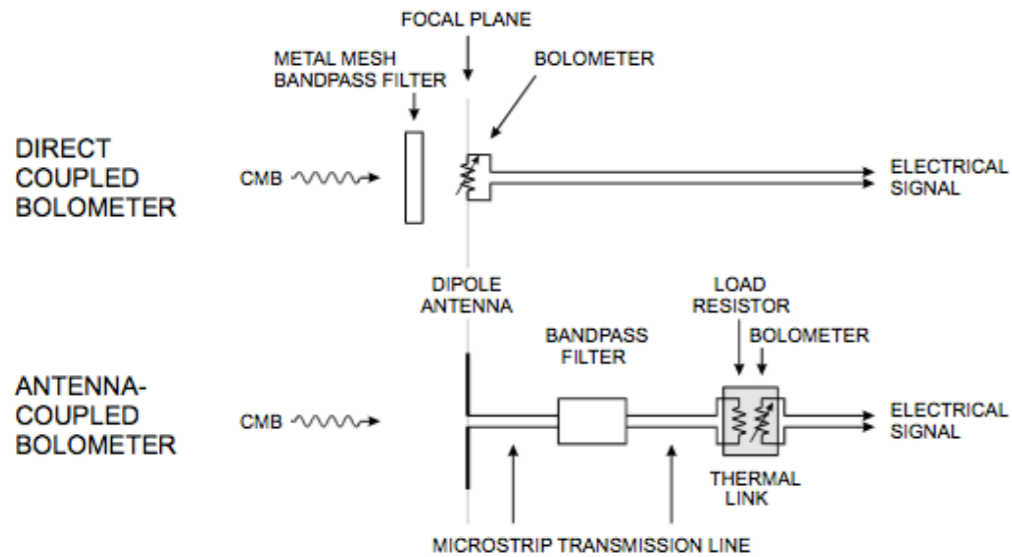 FOCAL PLANE
METAL MESH
BANDPASS FILTER
BOLOMETER
DIRECT
COUPLED
BOLOMETER
CMB
ELECTRICAL
SIGNAL
DIPOLE
ANTENNA
LOAD
RESISTOR
BANDPASS
FILTER
BOLOMETER
ANTENNA-
COUPLED
BOLOMETER
CMB
ELECTRICAL
SIGNAL
THERMAL
LINK
MICROSTRIP TRANSMISSION LINE